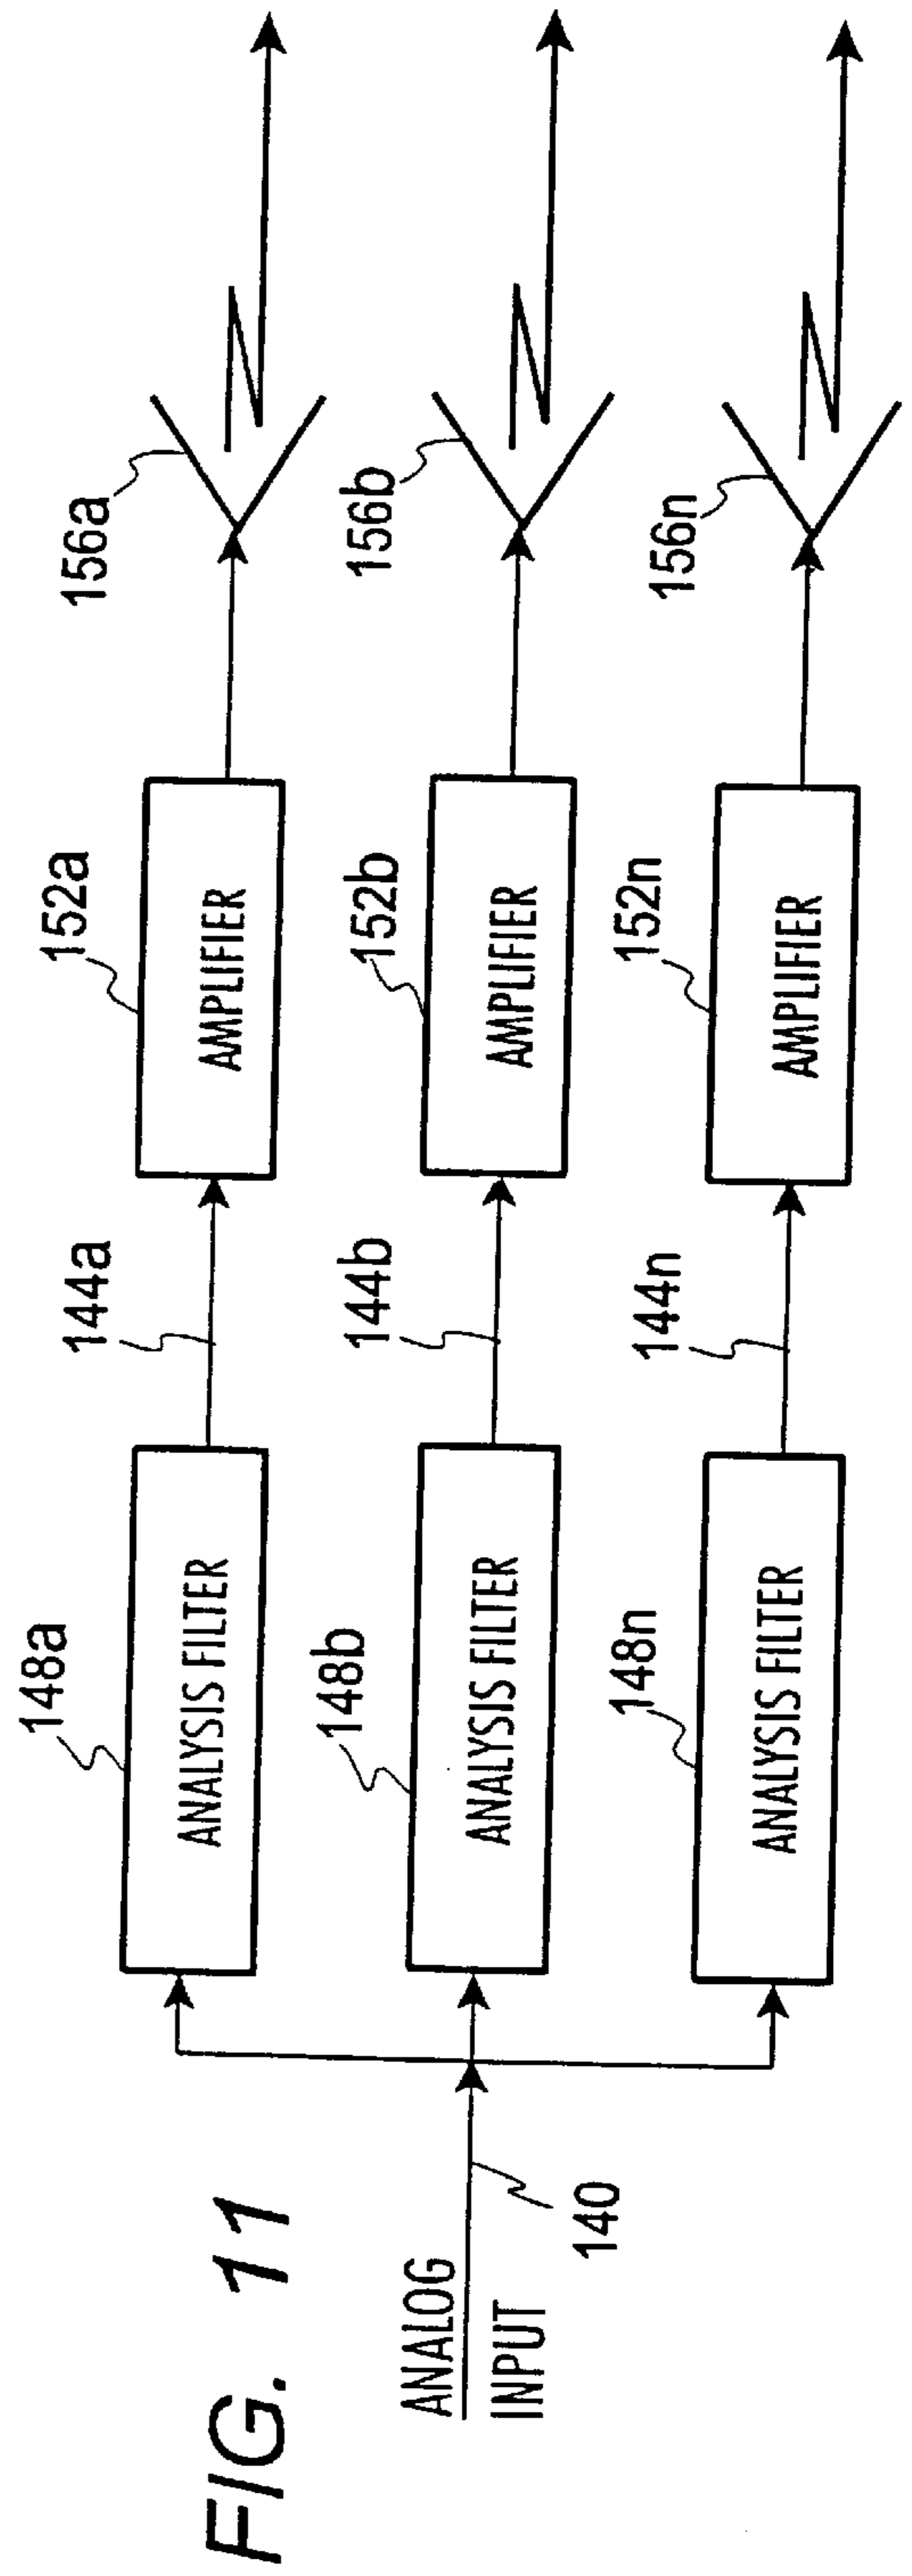 FIG. 11
ANALOG
INPUT
140
148a
ANALYSIS FILTER
144a
152a
AMPLIFIER
156a
148b
ANALYSIS FILTER
144b
152b
AMPLIFIER
156b
148n
ANALYSIS FILTER
144n
152n
AMPLIFIER
156n